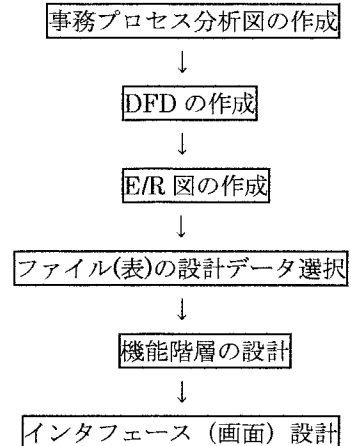 事務プロセス分析図の作成
↓
DFD の作成
↓
E/R 図の作成
↓
ファイル(表)の設計データ選択
↓
機能階層の設計
↓
インタフェース（画面）設計